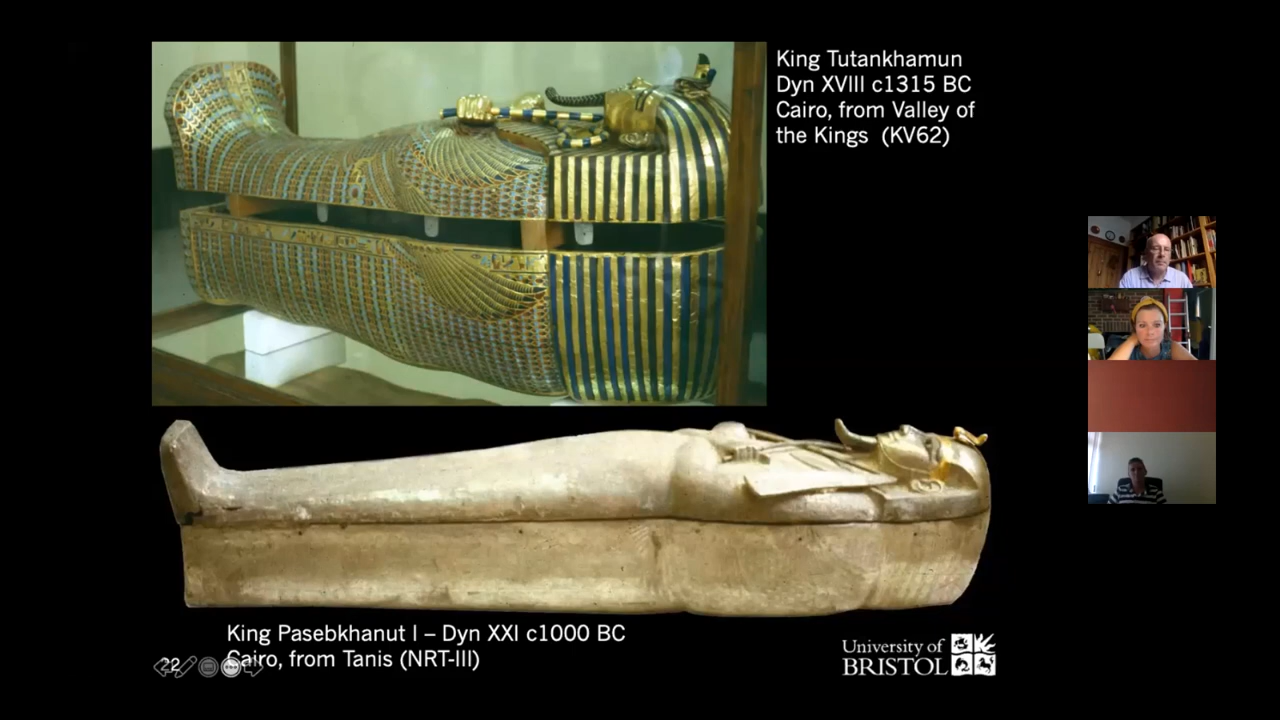 King Tutankhamun
Dyn XVIII c1315 BC
Cairo, from Valley of
the Kings (KV62)
King Pasebkhanut I – Dyn XXI c1000 BC
Cairo, from Tanis (NRT-III)
22
University of
BRISTOL